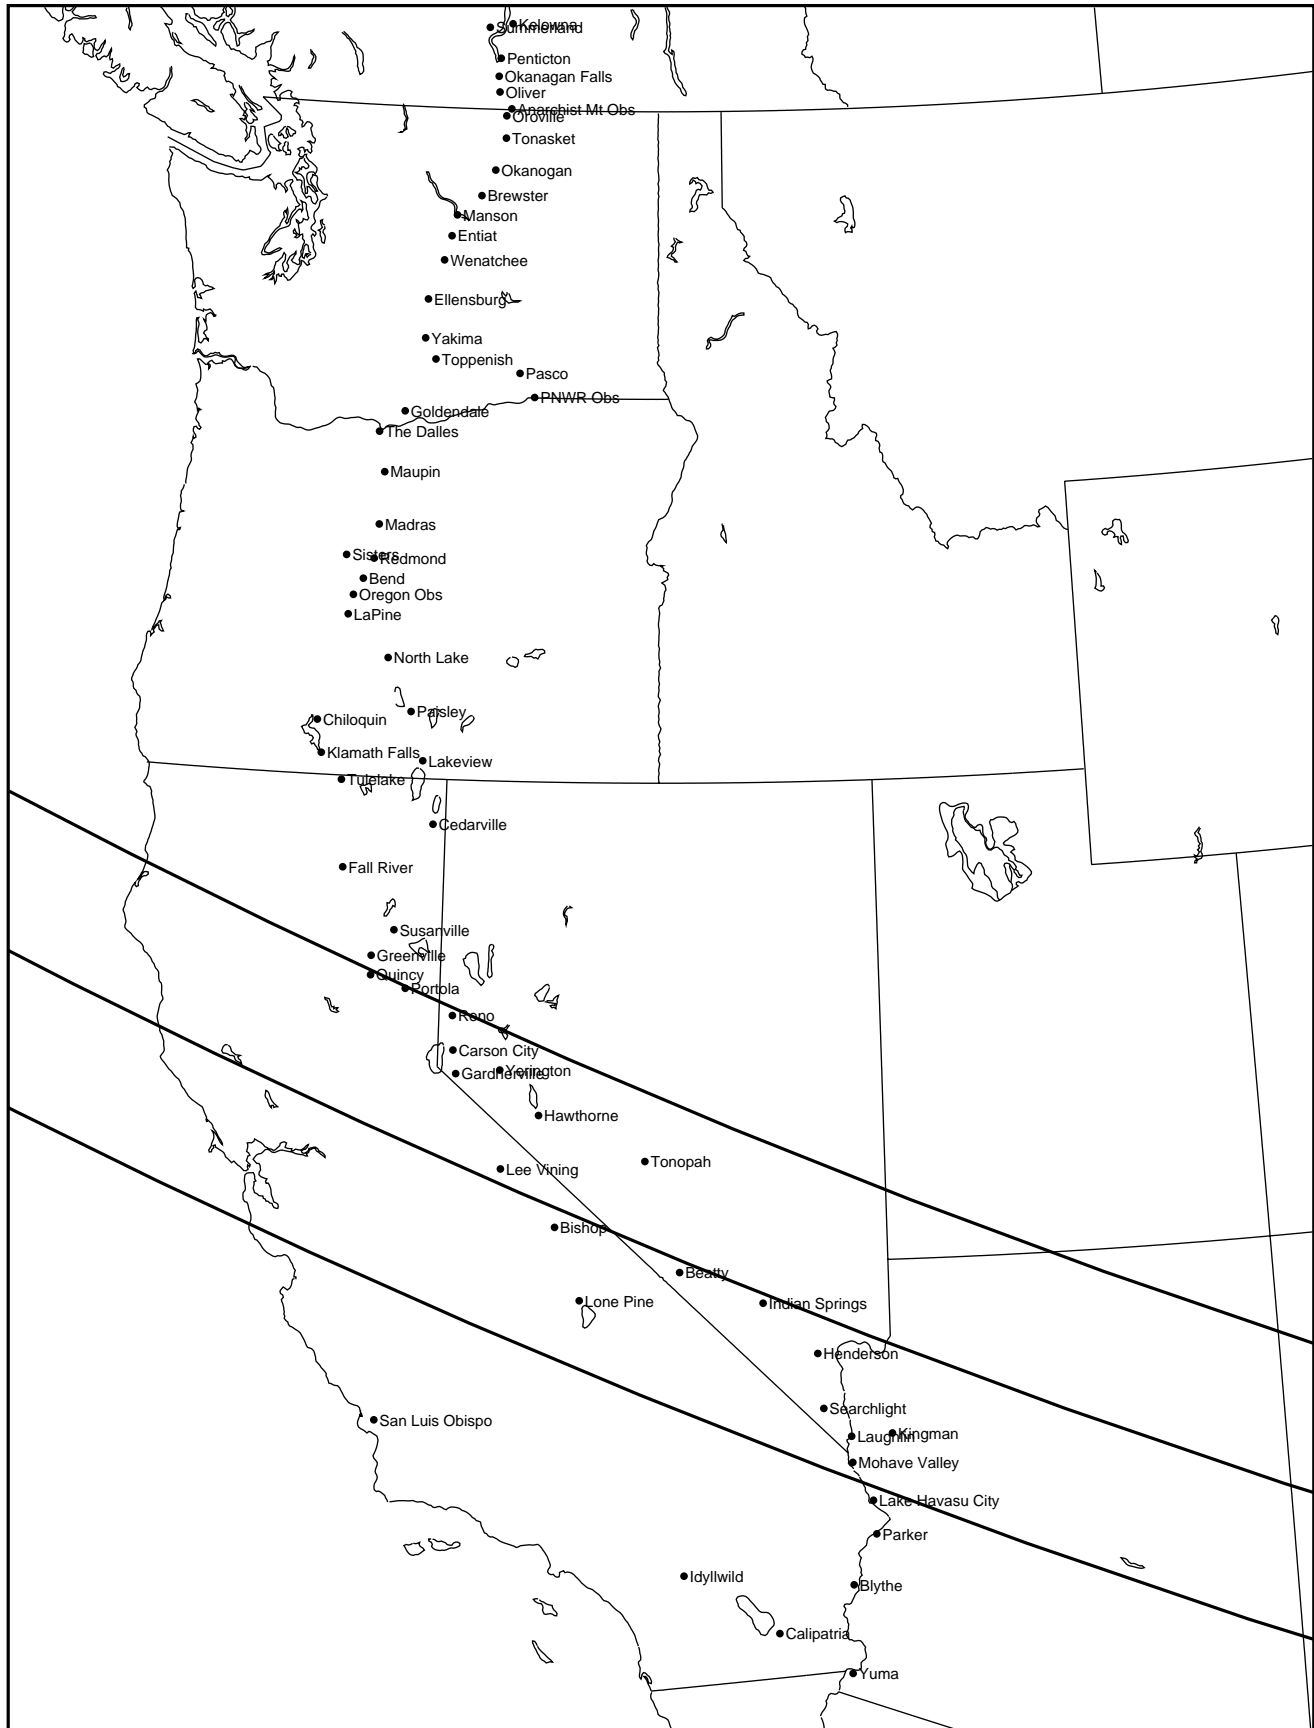 Kelowna
Summerland
Penticton
Okanagan Falls
Oliver
Anarchist Mt Obs
Oroville
Tonasket
Okanogan
Brewster
Manson
Entiat
Wenatchee
Ellensburg
Yakima
Toppenish
Pasco
PNWR Obs
Goldendale
The Dalles
Maupin
Madras
Sisters
Redmond
Bend
Oregon Obs
LaPine
North Lake
Paisley
Chiloquin
Klamath Falls
Lakeview
Tulelake
Cedarville
Fall River
Susanville
Greenville
Quincy
Portola
Reno
Carson City
Yerington
Gardnerville
Hawthorne
Tonopah
Lee Vining
Bishop
Beatty
Lone Pine
Indian Springs
Henderson
Searchlight
San Luis Obispo
Kingman
Laughlin
Mohave Valley
Lake Havasu City
Parker
Idyllwild
Blythe
Calipatria
Yuma